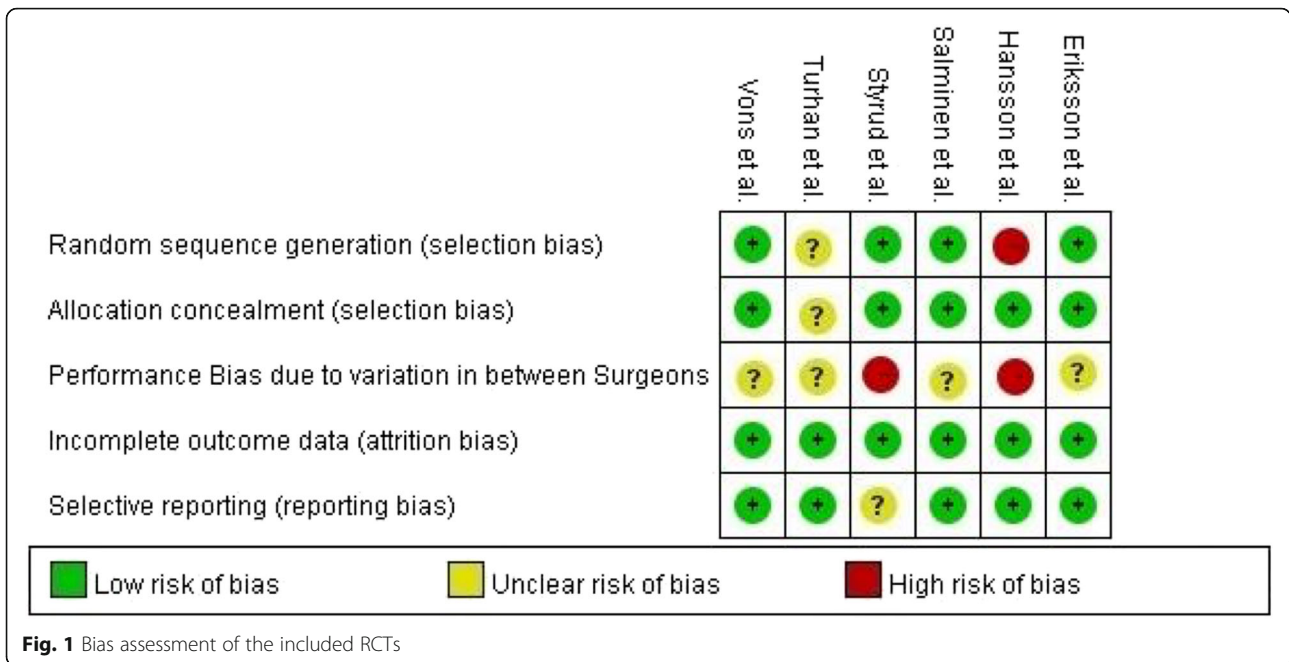 Vons et al.
Turhan et al.
Styrud et al.
Salminen et al.
Hansson et al.
Eriksson et al.
Random sequence generation (selection bias) + ? + + +
Allocation concealment (selection bias) + ? + + + +
Performance Bias due to variation in between Surgeons ? ? ? ?
Incomplete outcome data (attrition bias) + + + + + +
Selective reporting (reporting bias) + + ? + + +
Low risk of bias Unclear risk of bias High risk of bias
Fig. 1 Bias assessment of the included RCTs